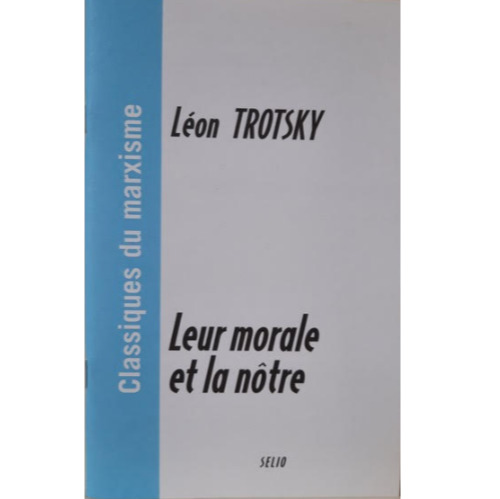 Classiques du marxisme
Léon TROTSKY
Leur morale
et la nôtre
SELIO